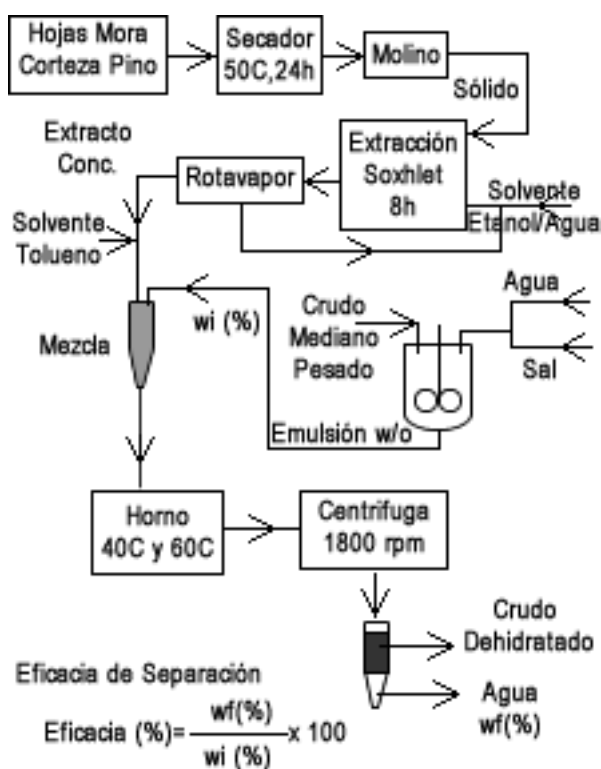 Hojas Mora
Corteza Pino
Secador
50C,24h
Molino
Sólido
Extracto
Conc.
Rotavapor
Extracción
Soxhlet
8h
Solvente
Etanol/Agua
Solvente
Tolueno
Mezcla
wi (%)
Crudo
Mediano
Pesado
Agua
Sal
Emulsión w/o
Horno
40C y 60C
Centrífuga
1800 rpm
Crudo
Dehidratado
Agua
wf(%)
Eficacia de Separación
Eficacia (%)= wf(%) x 100
wi (%)